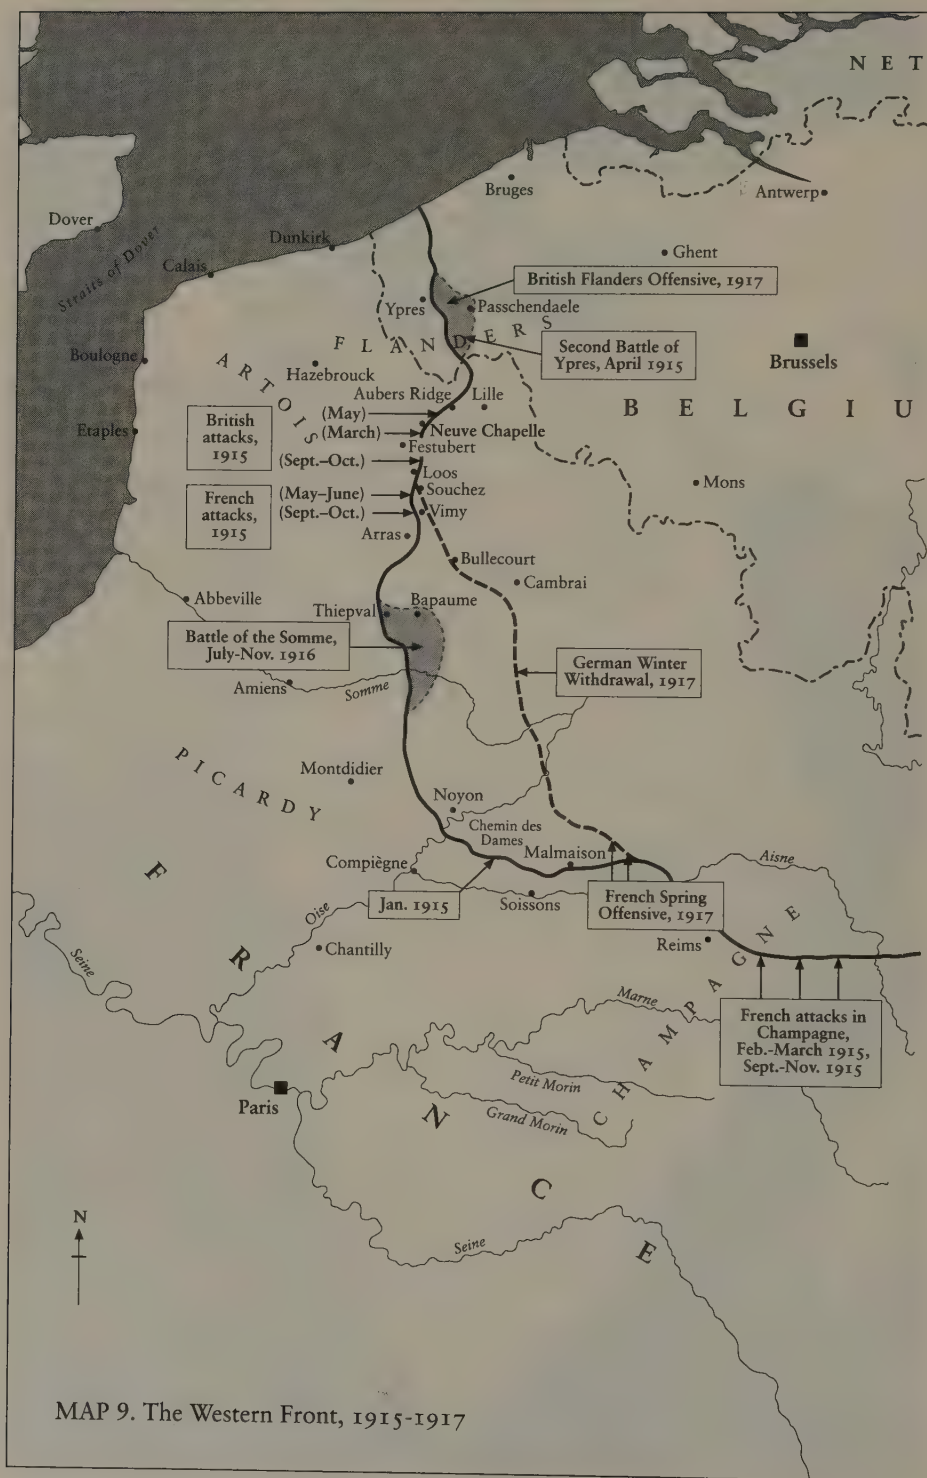 N E T
Bruges
Antwerp
Dover
Straits of Dover
Dunkirk
Calais
Ghent
British Flanders Offensive, 1917
Ypres
Passchendaele
F L A N D E R S
Second Battle of
Ypres, April 1915
Brussels
Boulogne
A R T O I S
Hazebrouck
Aubers Ridge
Lille
B E L G I U
British
attacks,
1915
(May)
(March)
Neuve Chapelle
Etaples
Festubert
(Sept.–Oct.)
Loos
French
attacks,
1915
(May–June)
Souchez
(Sept.–Oct.)
Vimy
Mons
Arras
Bullecourt
Cambrai
Abbeville
Thiepval
Bapaume
Battle of the Somme,
July-Nov. 1916
German Winter
Withdrawal, 1917
Amiens
Somme
P I C A R D Y
Montdidier
Noyon
Chemin des
Dames
Malmaison
Aisne
Compiègne
Jan. 1915
Soissons
French Spring
Offensive, 1917
F R A N C E
Oise
Chantilly
Reims
Seine
C H A M P A G N E
Marne
French attacks in
Champagne,
Feb.-March 1915,
Sept.-Nov. 1915
Petit Morin
Grand Morin
Paris
N
Seine
MAP 9. The Western Front, 1915-1917